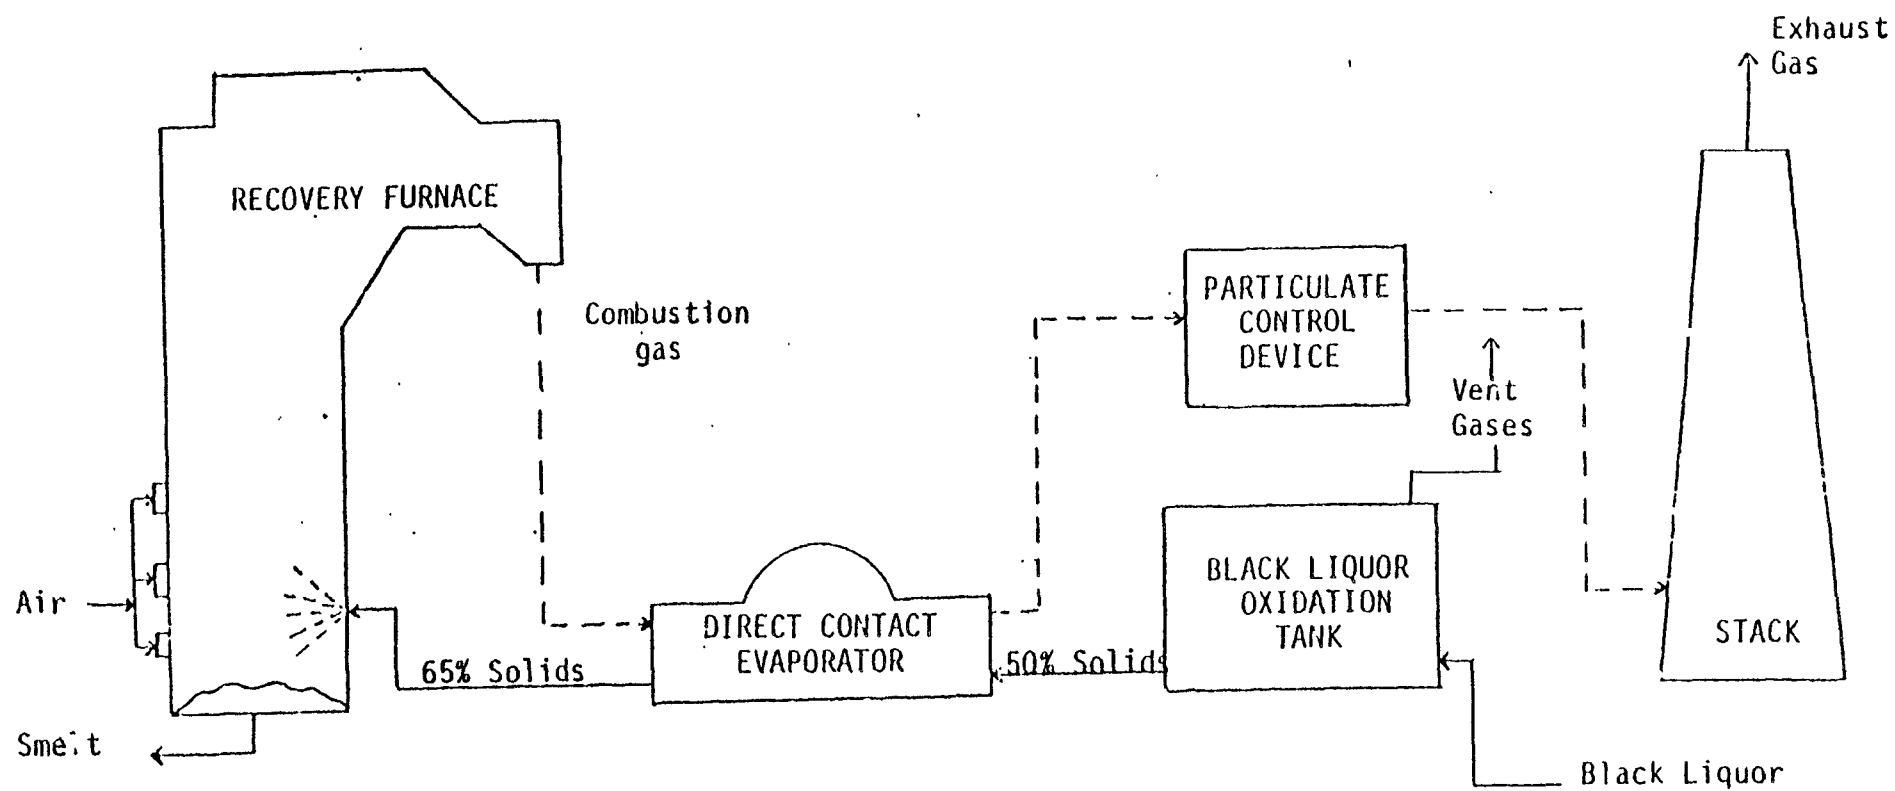 Exhaust
Gas
RECOVERY FURNACE
Combustion
gas
PARTICULATE
CONTROL
DEVICE
Vent
Gases
Air
BLACK LIQUOR
OXIDATION
TANK
DIRECT CONTACT
EVAPORATOR
STACK
65% Solids
50% Solids
Smelt
Black Liquor